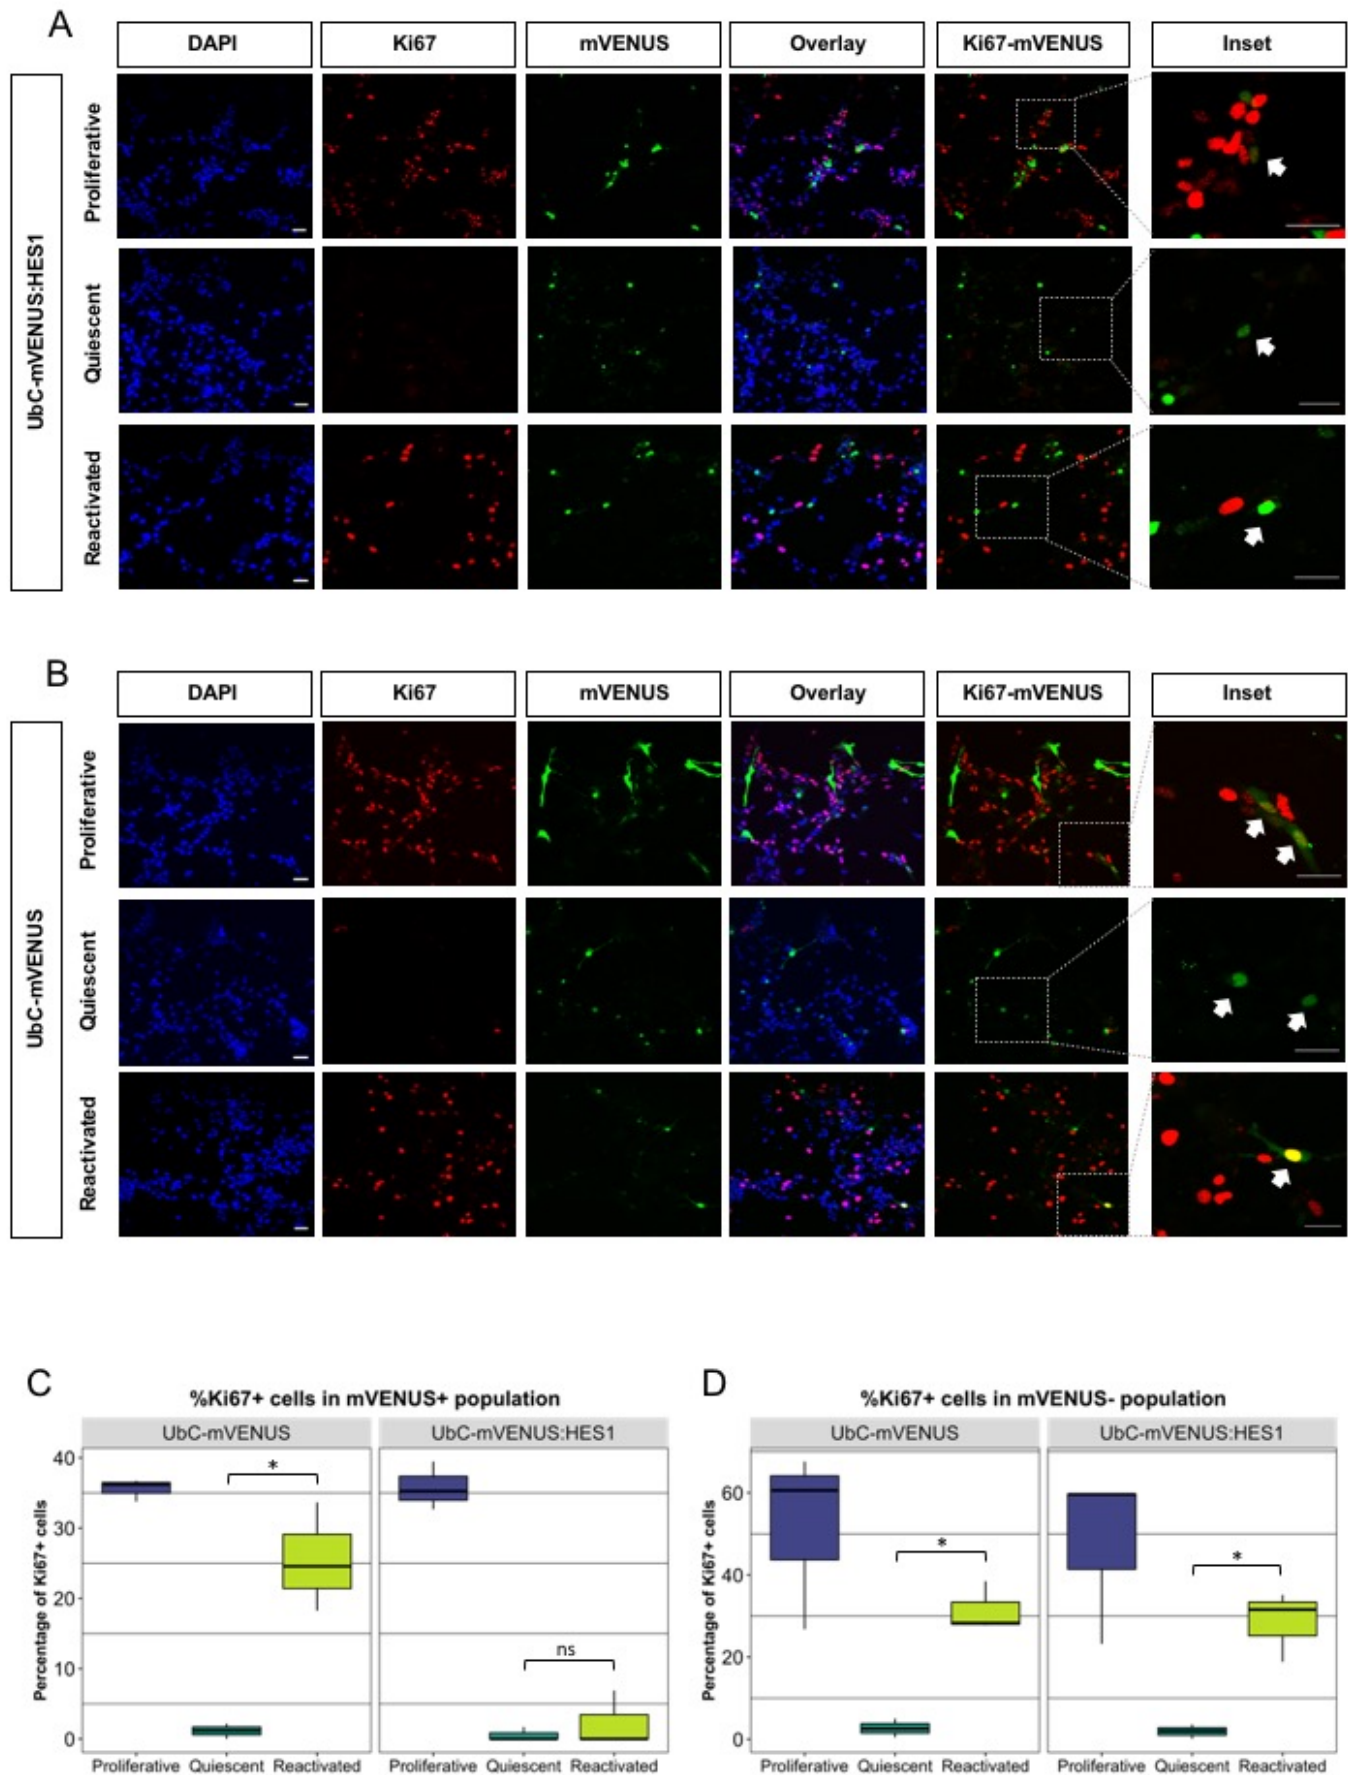 A
DAPI Ki67 mVENUS Overlay Ki67-mVENUS Inset
UbC-mVENUS:HES1
Proliferative
Quiescent
Reactivated
B
DAPI Ki67 mVENUS Overlay Ki67-mVENUS Inset
UbC-mVENUS
Proliferative
Quiescent
Reactivated
C
%Ki67+ cells in mVENUS+ population
UbC-mVENUS UbC-mVENUS:HES1
Percentage of Ki67+ cells
40
30
20
10
0
*
ns
Proliferative Quiescent Reactivated Proliferative Quiescent Reactivated
D
%Ki67+ cells in mVENUS- population
UbC-mVENUS UbC-mVENUS:HES1
Percentage of Ki67+ cells
60
40
20
0
*
*
Proliferative Quiescent Reactivated Proliferative Quiescent Reactivated